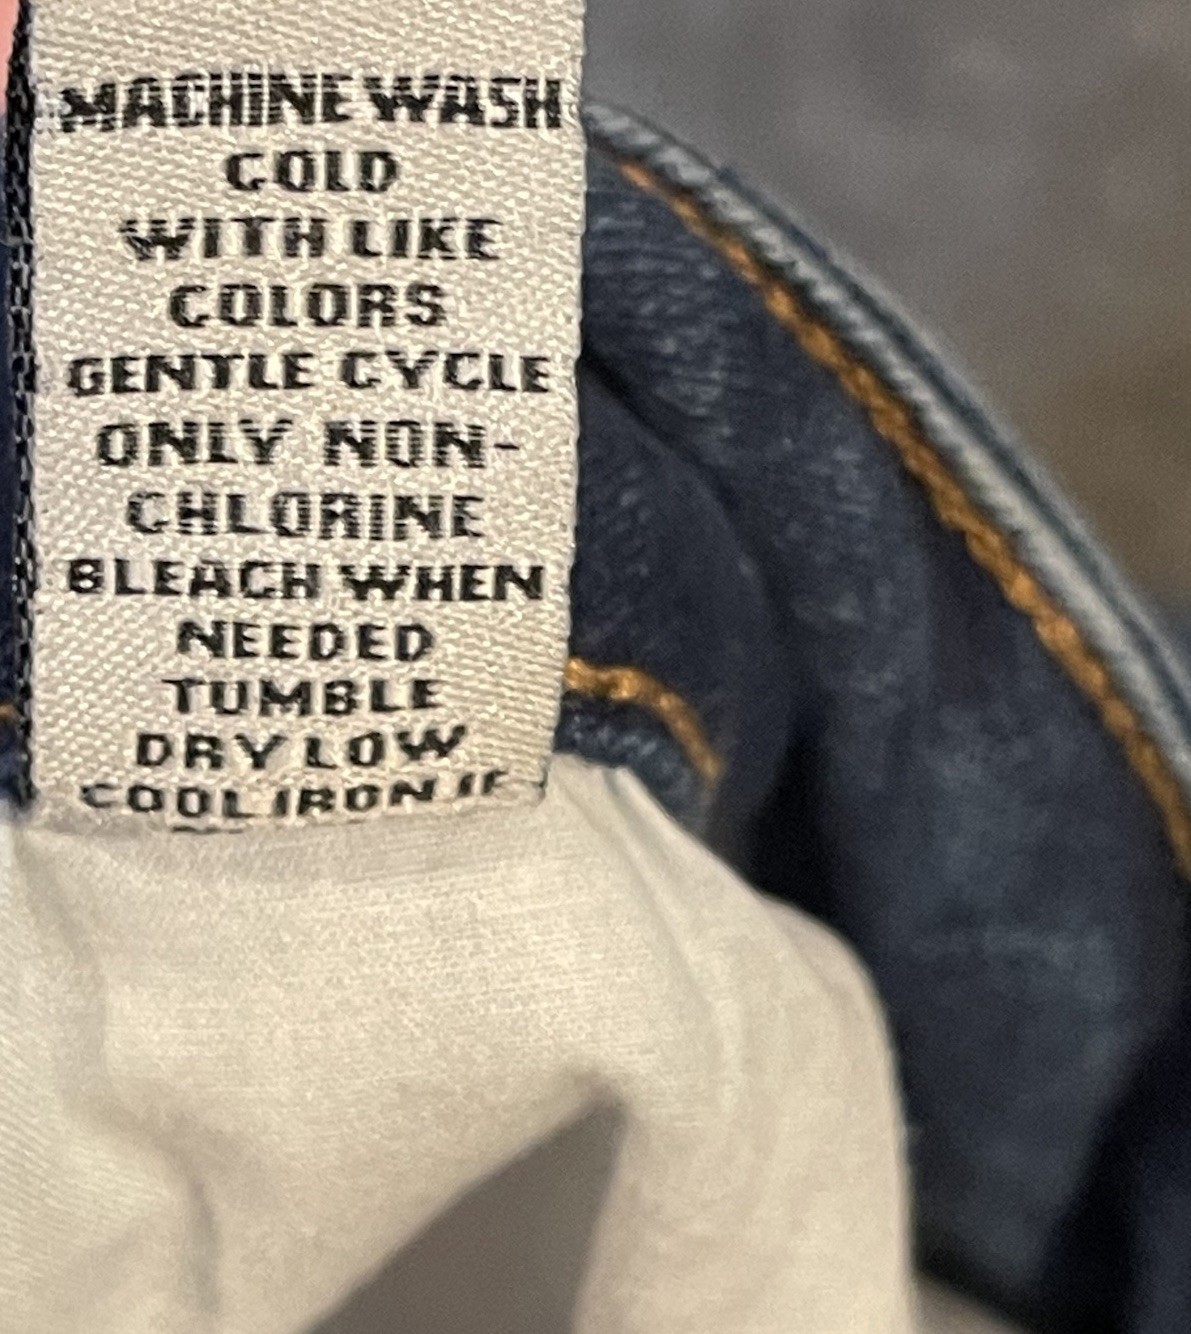 MACHINE WASH
COLD
WITH LIKE
COLORS
GENTLE CYCLE
ONLY NON-
CHLORINE
BLEACH WHEN
NEEDED
TUMBLE
DRY LOW
COOL IRON IF